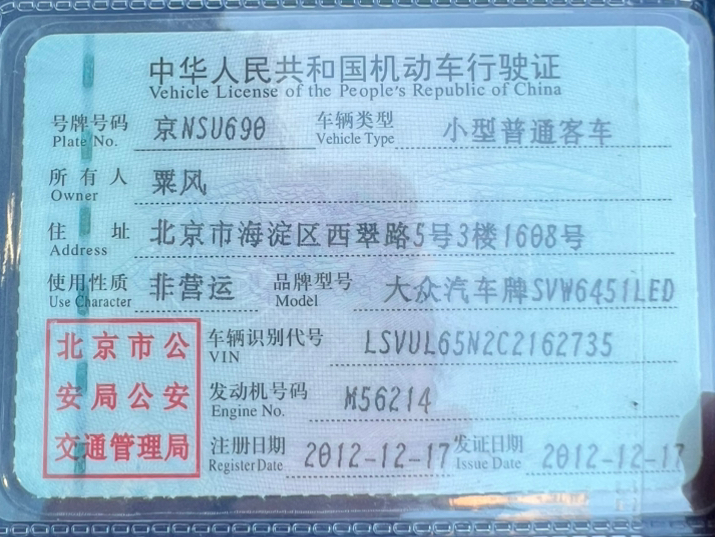 中华人民共和国机动车行驶证
Vehicle License of the People's Republic of China
号牌号码 京NSU690 车辆类型 小型普通客车
Plate No. Vehicle Type
所有人 粟风
Owner
住址 北京市海淀区西翠路5号3楼1608号
Address
使用性质 非营运 品牌型号 大众汽车牌SVW6451LED
Use Character Model
北京市公
安局公安
交通管理局
车辆识别代号 LSVUL65N2C2162735
VIN
发动机号码 M56214
Engine No.
注册日期 2012-12-17 发证日期 2012-12-17
Register Date Issue Date